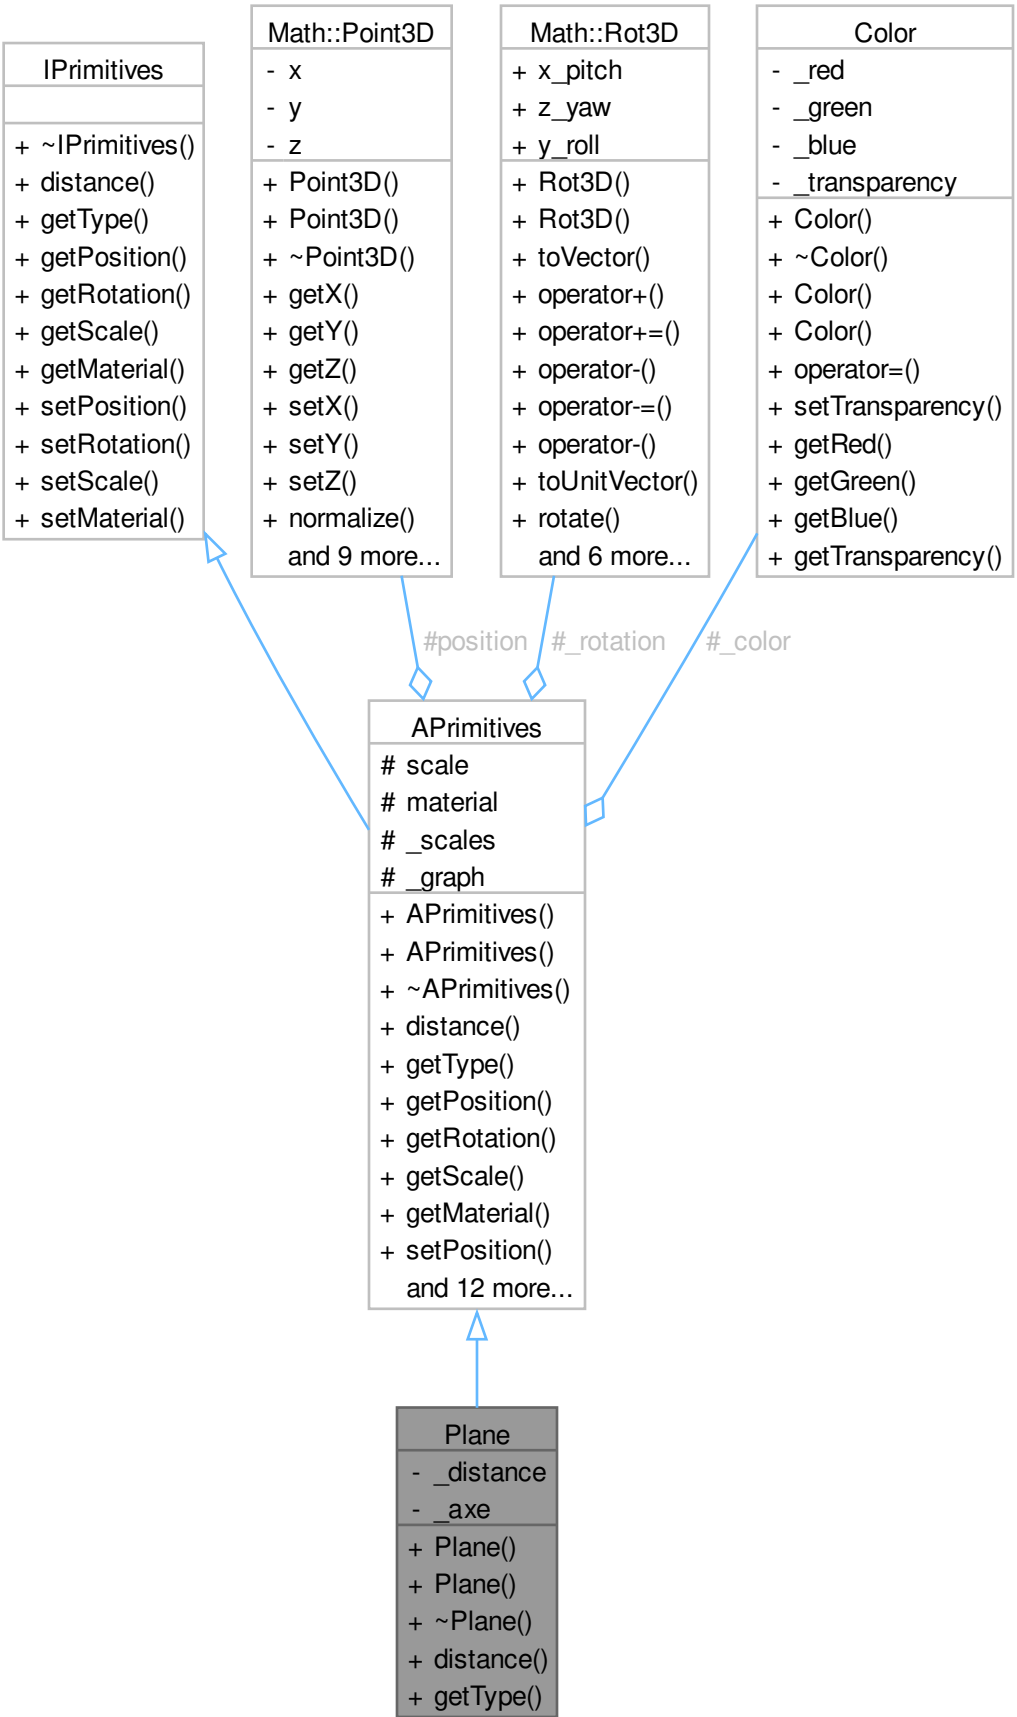 IPrimitives
+ ~IPrimitives()
+ distance()
+ getType()
+ getPosition()
+ getRotation()
+ getScale()
+ getMaterial()
+ setPosition()
+ setRotation()
+ setScale()
+ setMaterial()
Math::Point3D
- x
- y
- z
+ Point3D()
+ Point3D()
+ ~Point3D()
+ getX()
+ getY()
+ getZ()
+ setX()
+ setY()
+ setZ()
+ normalize()
and 9 more...
Math::Rot3D
+ x_pitch
+ z_yaw
+ y_roll
+ Rot3D()
+ Rot3D()
+ toVector()
+ operator+()
+ operator+=()
+ operator-()
+ operator-=()
+ operator-()
+ toUnitVector()
+ rotate()
and 6 more...
Color
- _red
- _green
- _blue
- _transparency
+ Color()
+ ~Color()
+ Color()
+ Color()
+ operator=()
+ setTransparency()
+ getRed()
+ getGreen()
+ getBlue()
+ getTransparency()
#position
#_rotation
#_color
APrimitives
# scale
# material
# _scales
# _graph
+ APrimitives()
+ APrimitives()
+ ~APrimitives()
+ distance()
+ getType()
+ getPosition()
+ getRotation()
+ getScale()
+ getMaterial()
+ setPosition()
and 12 more...
Plane
- _distance
- _axe
+ Plane()
+ Plane()
+ ~Plane()
+ distance()
+ getType()